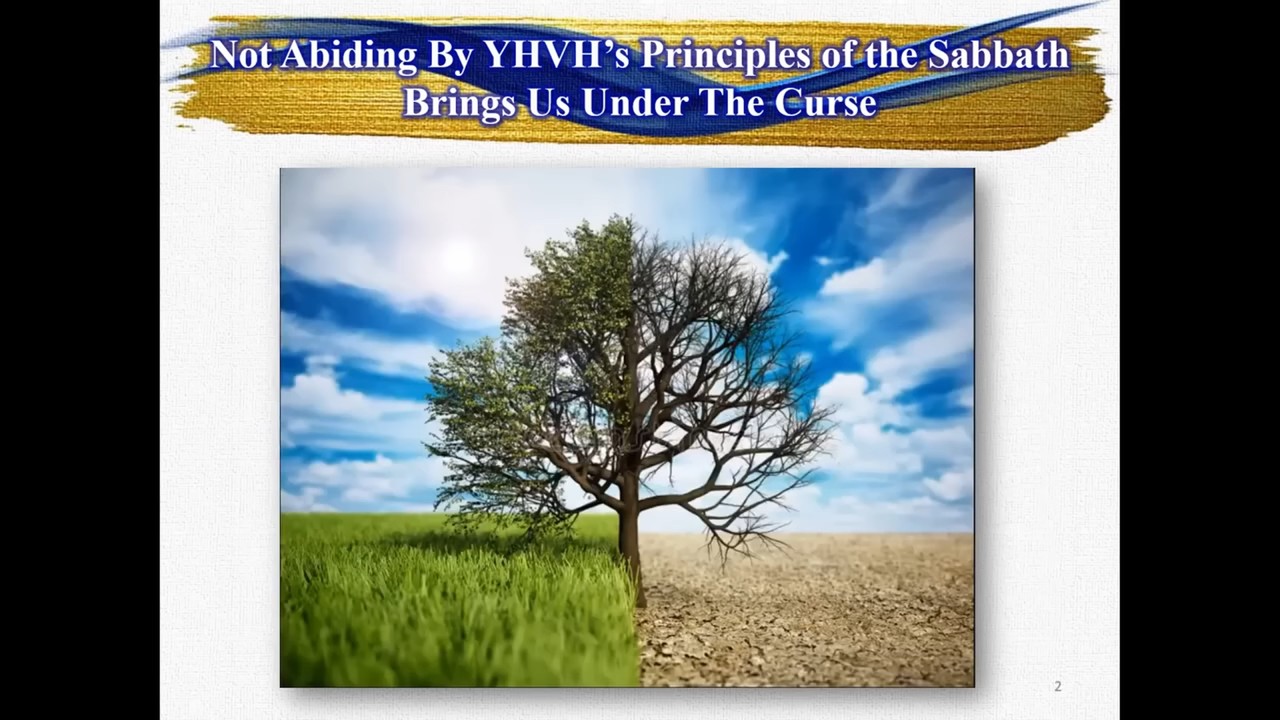 Not Abiding By YHVH’s Principles of the Sabbath
Brings Us Under The Curse
2